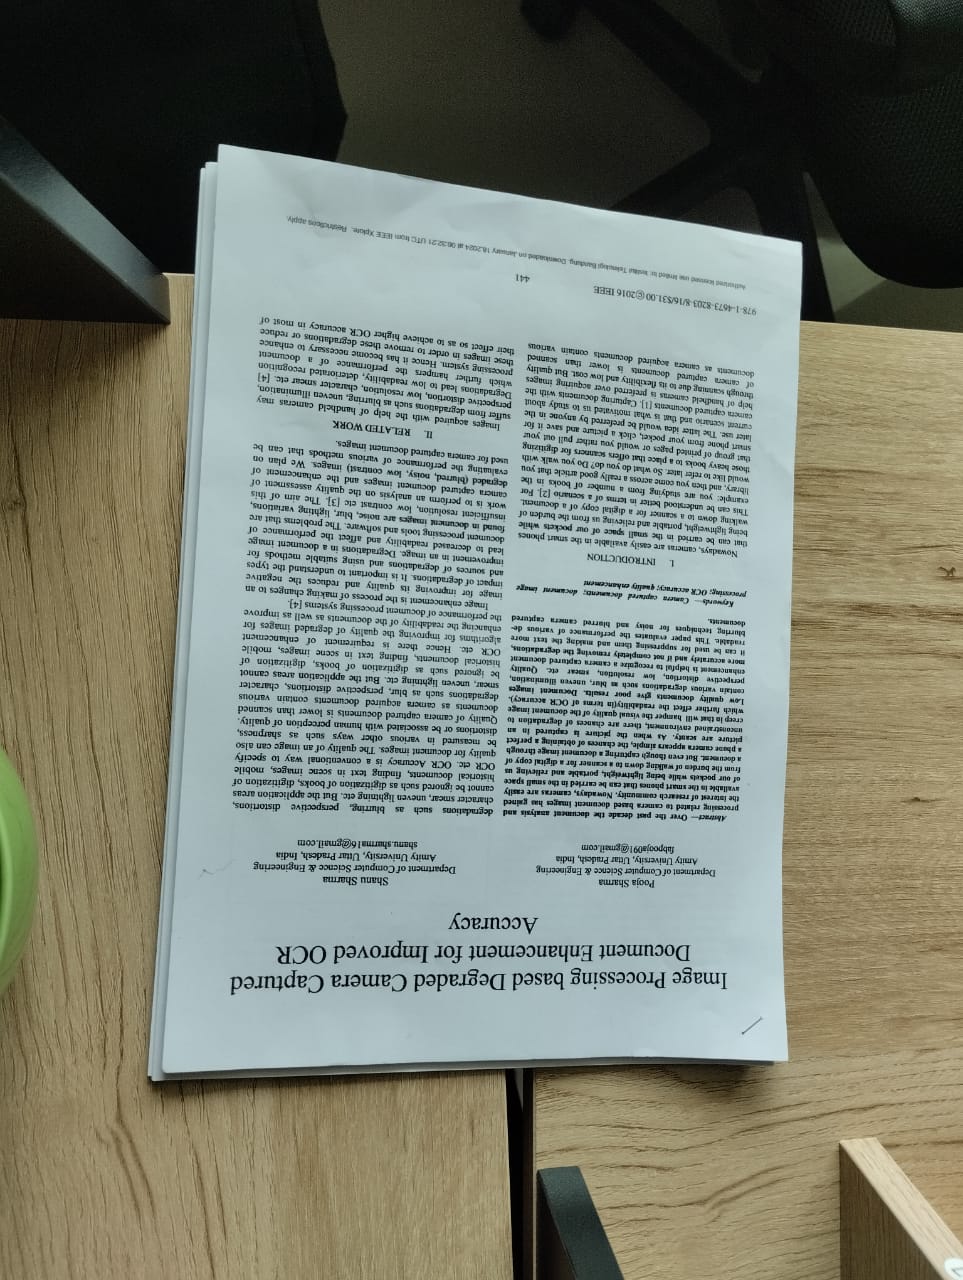 Image Processing based Degraded Camera Captured
Document Enhancement for Improved OCR
Accuracy
Pooja Sharma
Department of Computer Science & Engineering
Amity University, Uttar Pradesh, India
fabpooja091@gmail.com
Shanu Sharma
Department of Computer Science & Engineering
Amity University, Uttar Pradesh, India
shanu.sharma16@gmail.com
Abstract— Over the past decade the document analysis and
processing related to camera based document images has gained
the interest of research community. Nowadays, cameras are easily
available in the smart phones that can be carried in the small space
of our pockets while being lightweight, portable and relieving us
from the burden of walking down to a scanner for a digital copy of
a document. But even though capturing a document image through
a phone camera appears simple, the chances of obtaining a perfect
picture are scanty. As when the picture is captured in an
unconstrained environment, there are chances of degradation to
creep in that will hamper the visual quality of the document image
which further effect the readability(in terms of OCR accuracy).
Low quality documents give poor results. Document images
contain various degradations such as blur, uneven illumination,
perspective distortion, low resolution, smear etc. Quality
enhancement is helpful to recognize a camera captured document
more accurately and if not completely removing the degradations,
it can be used for suppressing them and making the text more
readable. This paper evaluates the performance of various de-
blurring techniques for noisy and blurred camera captured
documents.
Keywords— Camera captured documents; document image
processing; OCR accuracy; quality enhancement
I. INTRODUCTION
Nowadays, camera are easily available in the smart phones
that can be carried in the small space of our pockets while
being lightweight, portable and relieving us from the burden of
walking down to a scanner for a digital copy of a document.
This can be understood better in terms of a scenario [2]. For
example: you are studying from a number of books in the
library, and then you come across a really good article that you
would like to refer later. So what do you do? Do you walk with
those heavy books to a place that offers scanner for digitizing
that group of printed pages or would you rather pull out your
smart phone from your pocket, click a picture and save it for
later use. The latter idea would be preferred by anyone in the
current scenario and that is what motivated us to study about
camera captured documents [1]. Capturing documents with the
help of handheld cameras is preferred over acquiring images
through scanning due to its flexibility and low cost. But quality
of camera captured documents is lower than scanned
documents as camera acquired documents contain various
degradations such as blurring, perspective distortions,
character smear, uneven lightning etc. But the application areas
cannot be ignored such as digitization of books, digitization of
historical documents, finding text in scene images, mobile
OCR etc. OCR Accuracy is a conventional way to specify
quality for document images. The quality of an image can also
be measured in various other ways such as sharpness,
distortions to be associated with human perception of quality.
Quality of camera captured documents is lower than scanned
documents as camera acquired documents contain various
degradations such as blur, perspective distortions, character
smear, uneven lightning etc. But the application areas cannot
be ignored such as digitization of books, digitization of
historical documents, finding text in scene images, mobile
OCR etc. Hence there is requirement of enhancement
algorithms for improving the quality of degraded images for
enhancing the readability of the documents as well as improve
the performance of document processing systems [4].
Image enhancement is the process of making changes to an
image for improving its quality and reduces the negative
impact of degradations. It is important to understand the types
and sources of degradations and using suitable methods for
improvement in an image. Degradations in a document image
lead to decreased readability and affect the performance of
document processing tools and software. The problems that are
found in document images are noise, blur, lighting variations,
insufficient resolution, low contrast etc [3]. The aim of this
work is to perform an analysis on the quality assessment of
camera captured document images and the enhancement of
degraded (blurred, noisy, low contrast) images. We plan on
evaluating the performance of various methods that can be
used for camera captured document images.
II. RELATED WORK
Images acquired with the help of handheld cameras may
suffer from degradations such as blurring, uneven illumination,
perspective distortion, low resolution, character smear etc. [4]
Degradations lead to low readability, deteriorated recognition
which further hampers the performance of a document
processing system. Hence it has become necessary to enhance
these images in order to remove these degradations or reduce
their effect so as to achieve higher OCR accuracy in most of
978-1-4673-8203-8/16/$31.00 ©2016 IEEE
441
Authorized licensed use limited to: Institut Teknologi Bandung. Downloaded on January 18,2024 at 08:32:21 UTC from IEEE Xplore. Restrictions apply.